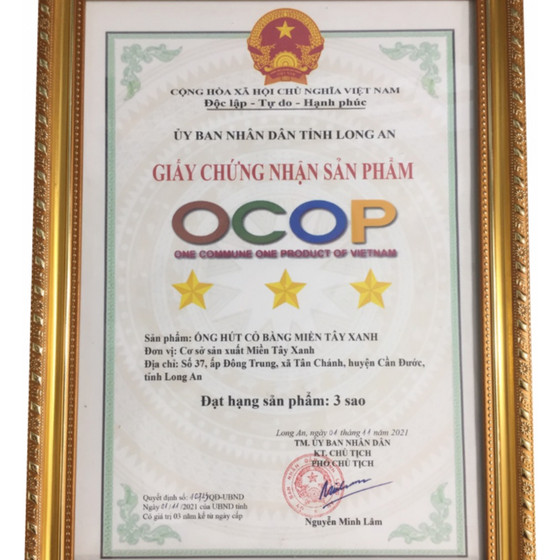 CỘNG HÒA XÃ HỘI CHỦ NGHĨA VIỆT NAM
Độc lập - Tự do - Hạnh phúc
ỦY BAN NHÂN DÂN TỈNH LONG AN
GIẤY CHỨNG NHẬN SẢN PHẨM
OCOP
ONE COMMUNE ONE PRODUCT OF VIETNAM
Sản phẩm: ỐNG HÚT CỎ BÀNG MIỀN TÂY XANH
Đơn vị: Cơ sở sản xuất Miền Tây Xanh
Địa chỉ: Số 37, ấp Đông Trung, xã Tân Chánh, huyện Cần Đước,
tỉnh Long An
Đạt hạng sản phẩm: 3 sao
Long An, ngày tháng 11 năm 2021
TM. ỦY BAN NHÂN DÂN
KT. CHỦ TỊCH
PHÓ CHỦ TỊCH
Quyết định số: /QĐ-UBND
Ngày /2021 của UBND tỉnh
Có giá trị 03 năm kể từ ngày cấp
Nguyễn Minh Lâm